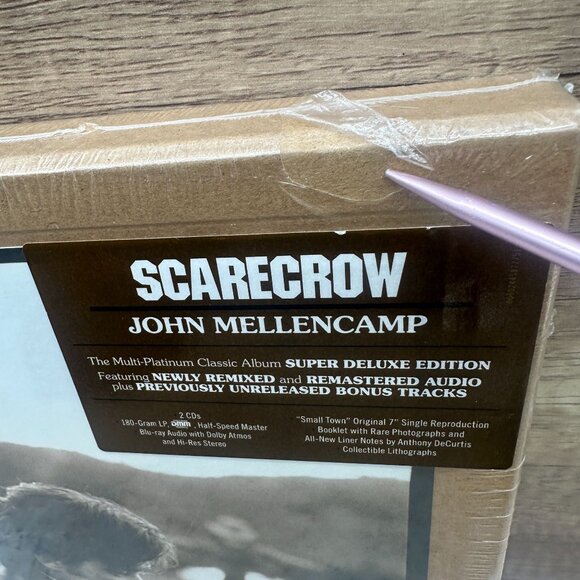 SCARECROW
JOHN MELLENCAMP
The Multi-Platinum Classic Album SUPER DELUXE EDITION
Featuring NEWLY REMIXED and REMASTERED AUDIO
plus PREVIOUSLY UNRELEASED BONUS TRACKS
2 CDs
180-Gram LP, Half-Speed Master
Blu-ray Audio with Dolby Atmos
and Hi-Res Stereo
"Small Town" Original 7" Single Reproduction
Booklet with Rare Photographs and
All-New Liner Notes by Anthony DeCurtis
Collectible Lithographs